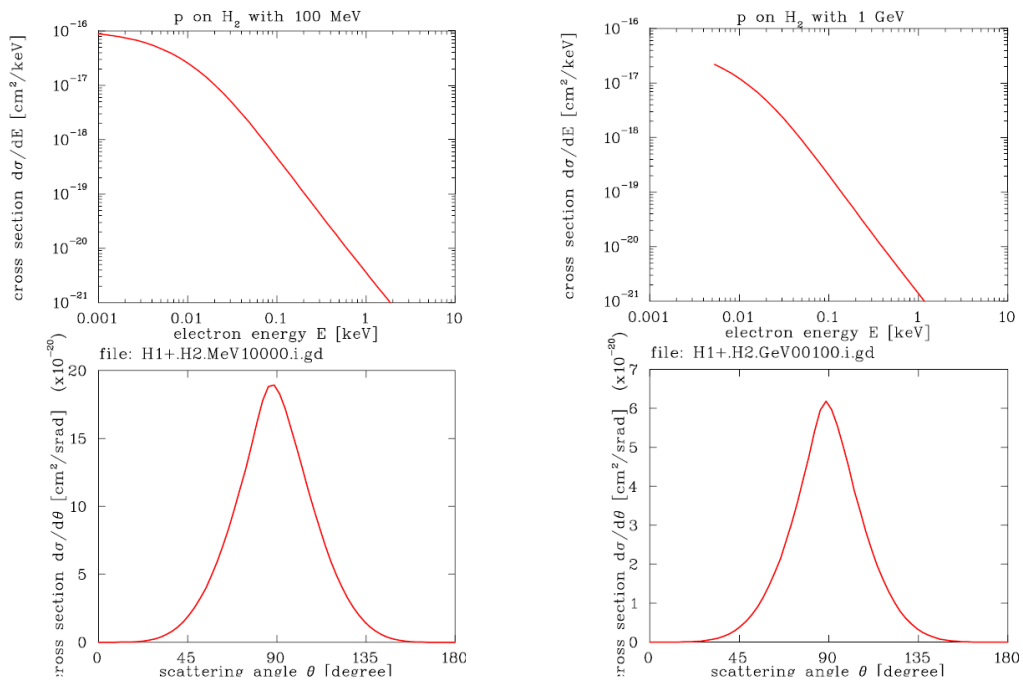 p on H₂ with 100 MeV
cross section dσ/dE [cm²/keV]
10⁻¹⁶
10⁻¹⁷
10⁻¹⁸
10⁻¹⁹
10⁻²⁰
10⁻²¹
0.001 0.01 0.1 1 10
electron energy E [keV]
file: H1+.H2.MeV10000.i.gd
cross section dσ/dθ [cm²/srad] (x10⁻²⁰)
20
15
10
5
0
0 45 90 135 180
scattering angle θ [degree]
p on H₂ with 1 GeV
cross section dσ/dE [cm²/keV]
10⁻¹⁶
10⁻¹⁷
10⁻¹⁸
10⁻¹⁹
10⁻²⁰
10⁻²¹
0.001 0.01 0.1 1 10
electron energy E [keV]
file: H1+.H2.GeV00100.i.gd
cross section dσ/dθ [cm²/srad] (x10⁻²⁰)
7
6
5
4
3
2
1
0
0 45 90 135 180
scattering angle θ [degree]